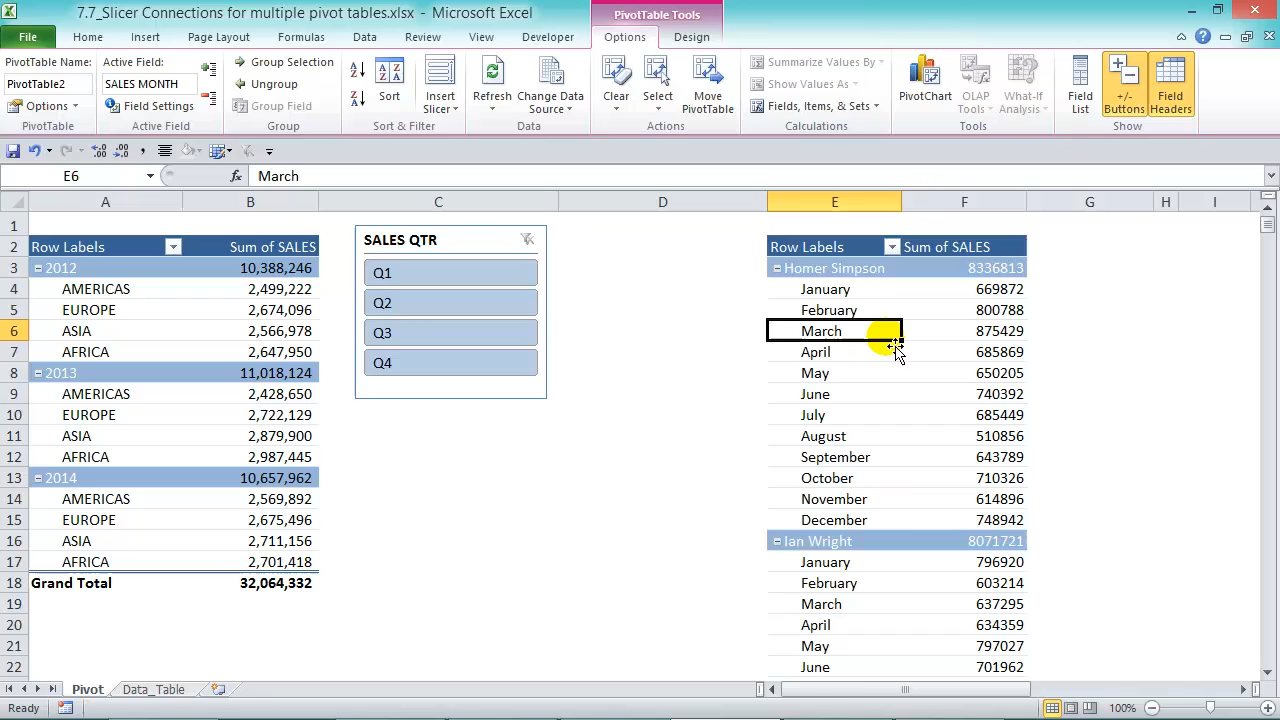 7.7_Slicer Connections for multiple pivot tables.xlsx - Microsoft Excel
PivotTable Tools
File Home Insert Page Layout Formulas Data Review View Developer Options Design
PivotTable Name: Active Field: Group Selection
PivotTable2 SALES MONTH Ungroup
Options Field Settings Group Field
Sort Insert Slicer Refresh Change Data Source Clear Select Move PivotTable
Summarize Values By
Show Values As
Fields, Items, & Sets
PivotChart OLAP Tools What-If Analysis Field List +/- Buttons Field Headers
PivotTable Active Field Group Sort & Filter Data Actions Calculations Tools Show
E6 fx March
A B C D E F G H I
1
2 Row Labels Sum of SALES SALES QTR Row Labels Sum of SALES
3 2012 10,388,246 Q1 Homer Simpson 8336813
4 AMERICAS 2,499,222 January 669872
5 EUROPE 2,674,096 Q2 February 800788
6 ASIA 2,566,978 Q3 March 875429
7 AFRICA 2,647,950 Q4 April 685869
8 2013 11,018,124 May 650205
9 AMERICAS 2,428,650 June 740392
10 EUROPE 2,722,129 July 685449
11 ASIA 2,879,900 August 510856
12 AFRICA 2,987,445 September 643789
13 2014 10,657,962 October 710326
14 AMERICAS 2,569,892 November 614896
15 EUROPE 2,675,496 December 748942
16 ASIA 2,711,156 Ian Wright 8071721
17 AFRICA 2,701,418 January 796920
18 Grand Total 32,064,332 February 603214
19 March 637295
20 April 634359
21 May 797027
22 June 701962
Pivot Data_Table
Ready 100%